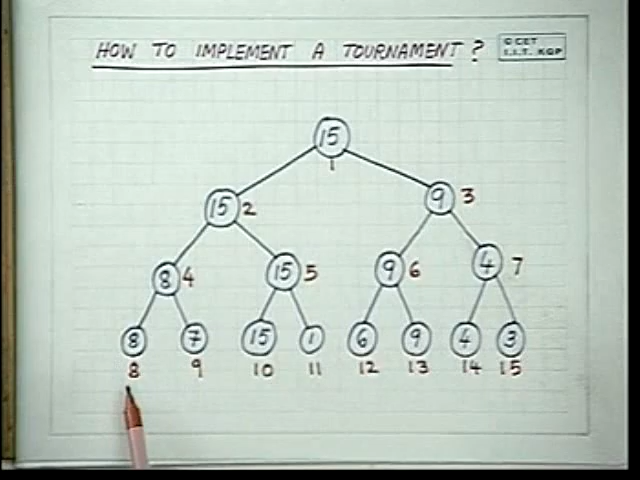 HOW TO IMPLEMENT A TOURNAMENT ?
© CET
I.I.T. KGP
15
1
15 2 9 3
8 4 15 5 9 6 4 7
8 7 15 1 6 9 4 3
8 9 10 11 12 13 14 15